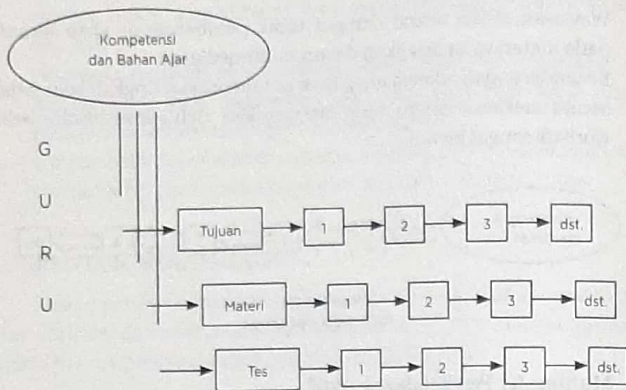 Kompetensi
dan Bahan Ajar
G
U
R
U
Tujuan 1 2 3 dst.
Materi 1 2 3 dst.
Tes 1 2 3 dst.